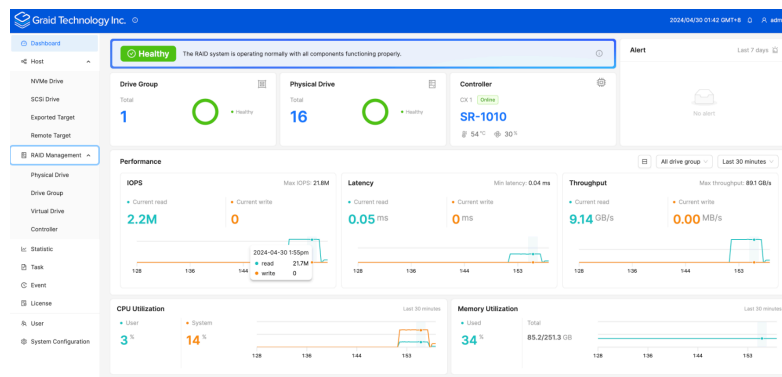 Graid Technology Inc.
2024/04/30 01:42 GMT+8
Dashboard
Host
NVMe Drive
SCSI Drive
Exported Target
Remote Target
RAID Management
Physical Drive
Drive Group
Virtual Drive
Controller
Statistic
Task
Event
License
User
System Configuration
Healthy
The RAID system is operating normally with all components functioning properly.
Alert
Last 7 days
No alert
Drive Group
Total
1
Healthy
Physical Drive
Total
16
Healthy
Controller
CX 1 Online
SR-1010
54 °C 30 %
Performance
All drive group
Last 30 minutes
IOPS
Max IOPS: 21.8M
Current read
2.2M
Current write
0
2024-04-30 1:55pm
read 21.7M
write 0
1:28 1:36 1:44
Latency
Min latency: 0.04 ms
Current read
0.05 ms
Current write
0 ms
1:28 1:36 1:44 1:53
Throughput
Max throughput: 89.1 GB/s
Current read
9.14 GB/s
Current write
0.00 MB/s
1:28 1:36 1:44 1:53
CPU Utilization
Last 30 minutes
User
3 %
System
14 %
1:28 1:36 1:44 1:53
Memory Utilization
Last 30 minutes
Used
34 %
Total
85.2/251.3 GB
1:28 1:36 1:44 1:53